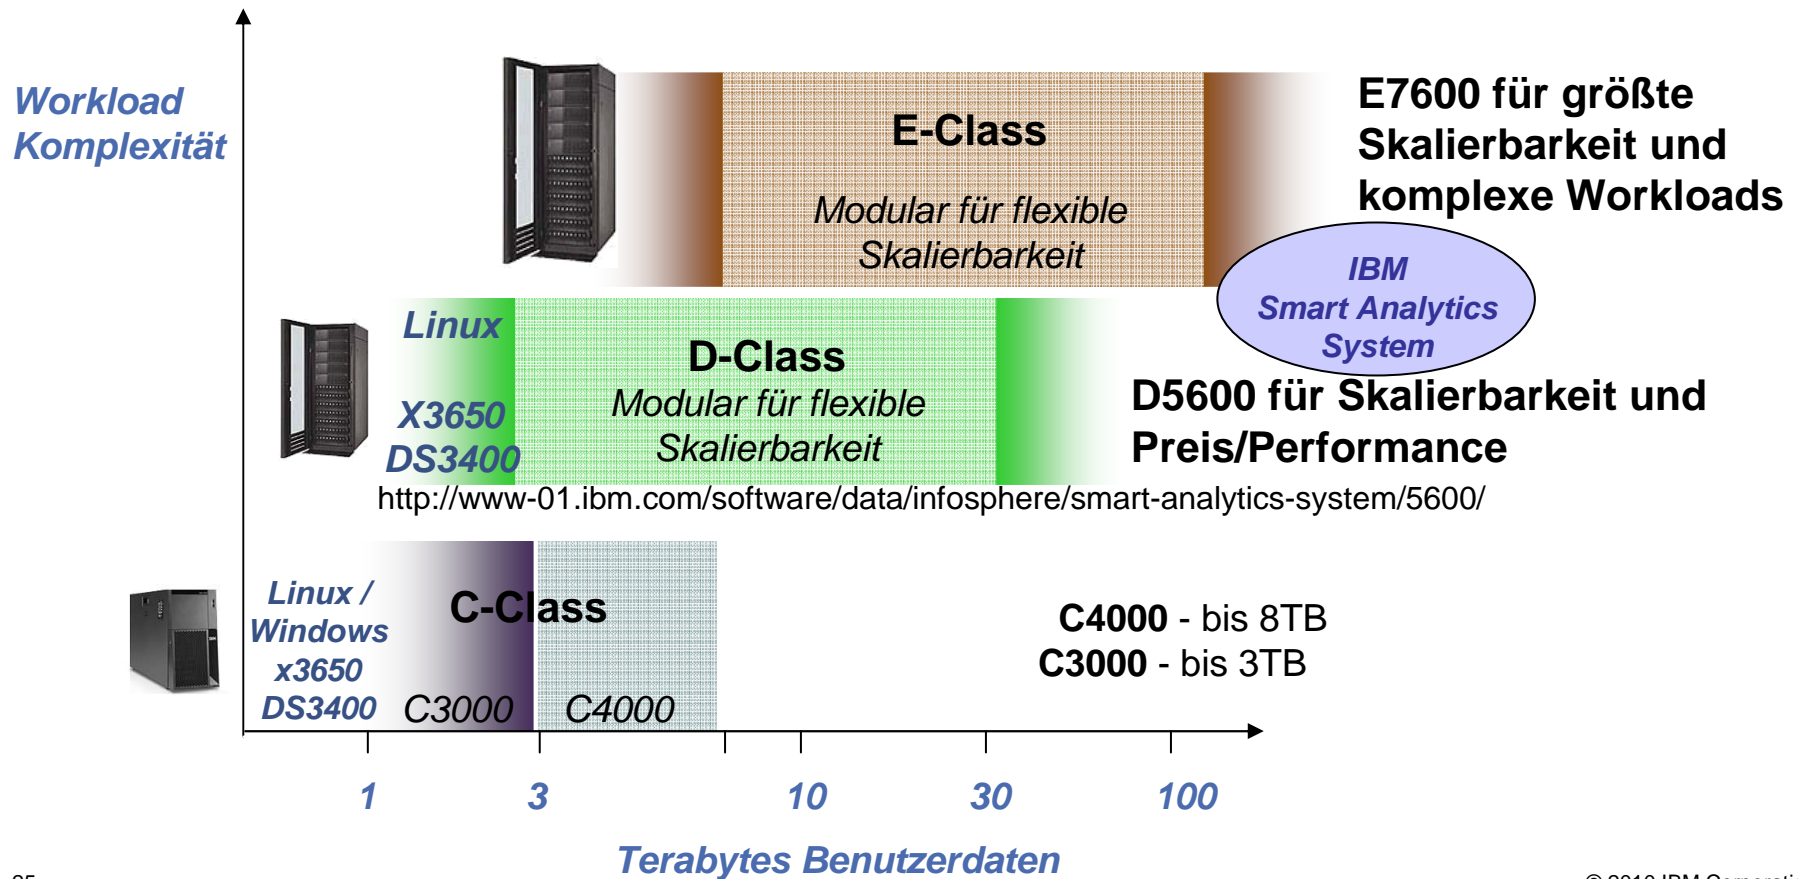 Workload
Komplexität
E-Class
Modular für flexible
Skalierbarkeit
E7600 für größte
Skalierbarkeit und
komplexe Workloads
IBM
Smart Analytics
System
Linux
X3650
DS3400
D-Class
Modular für flexible
Skalierbarkeit
D5600 für Skalierbarkeit und
Preis/Performance
http://www-01.ibm.com/software/data/infosphere/smart-analytics-system/5600/
Linux /
Windows
x3650
DS3400
C-Class
C3000
C4000
C4000 - bis 8TB
C3000 - bis 3TB
1 3 10 30 100
Terabytes Benutzerdaten